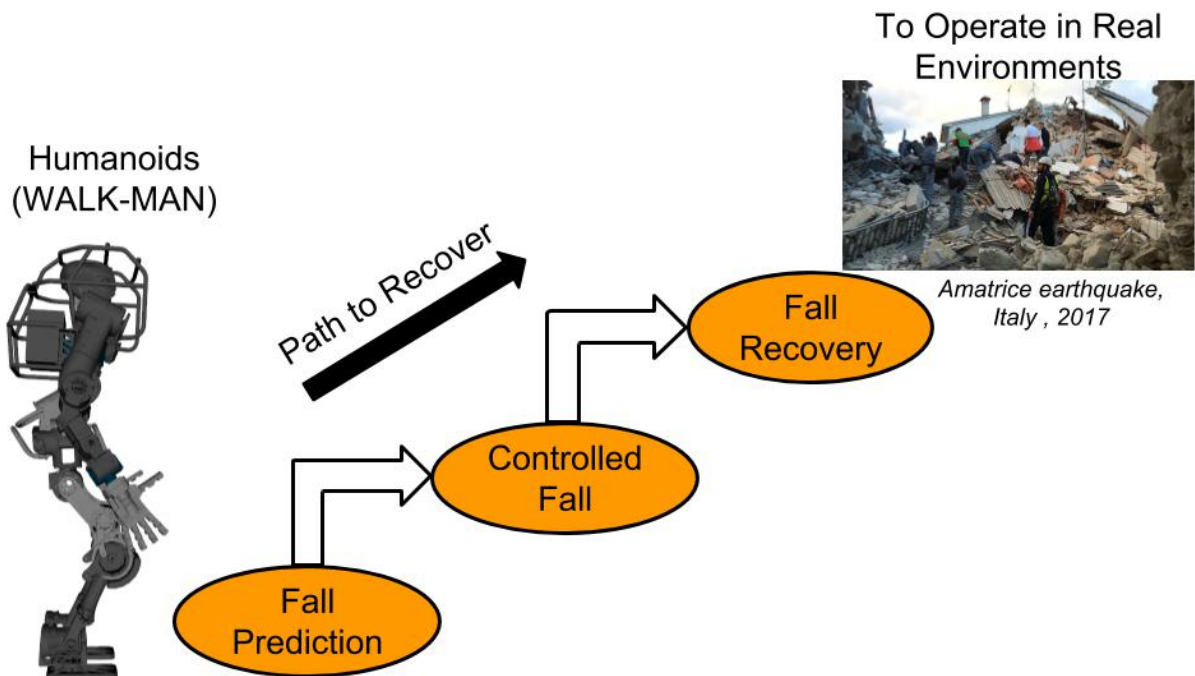 To Operate in Real
Environments
Humanoids
(WALK-MAN)
Path to Recover
Amatrice earthquake,
Italy , 2017
Fall
Recovery
Controlled
Fall
Fall
Prediction